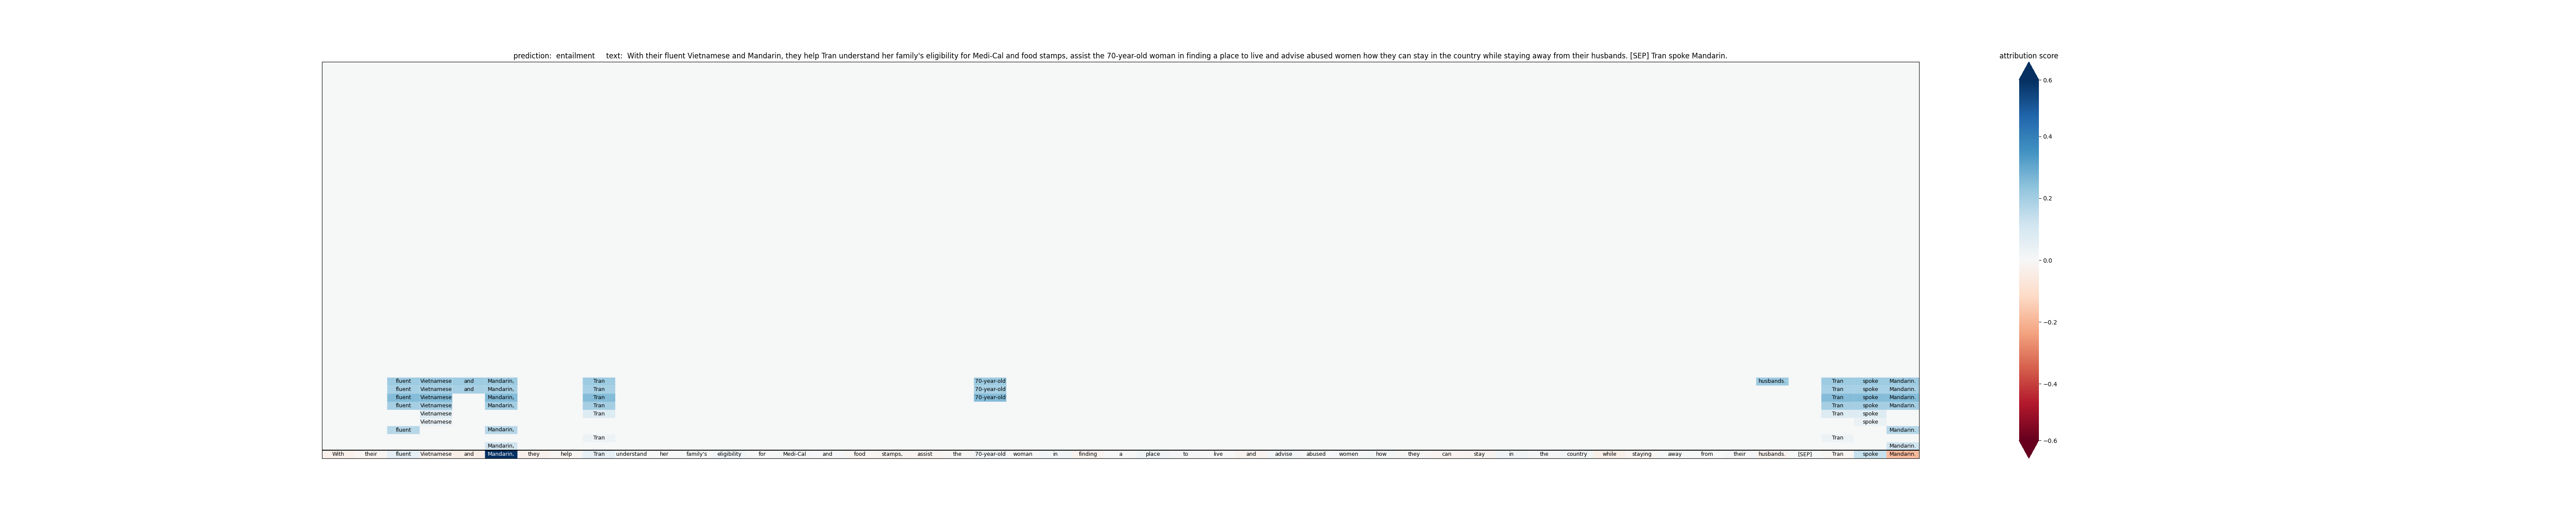 prediction: entailment text: With their fluent Vietnamese and Mandarin, they help Tran understand her family's eligibility for Medi-Cal and food stamps, assist the 70-year-old woman in finding a place to live and advise abused women how they can stay in the country while staying away from their husbands. [SEP] Tran spoke Mandarin.
attribution score
0.6
0.4
0.2
0.0
−0.2
−0.4
−0.6
fluent Vietnamese and Mandarin, Tran 70-year-old husbands. Tran spoke Mandarin.
fluent Vietnamese and Mandarin, Tran 70-year-old Tran spoke Mandarin.
fluent Vietnamese Mandarin, Tran 70-year-old Tran spoke Mandarin.
fluent Vietnamese Mandarin, Tran Tran spoke Mandarin.
Vietnamese Tran Tran spoke
Vietnamese spoke
fluent Mandarin, Mandarin.
Tran Tran
Mandarin, Mandarin.
With their fluent Vietnamese and Mandarin, they help Tran understand her family's eligibility for Medi-Cal and food stamps, assist the 70-year-old woman in finding a place to live and advise abused women how they can stay in the country while staying away from their husbands. [SEP] Tran spoke Mandarin.